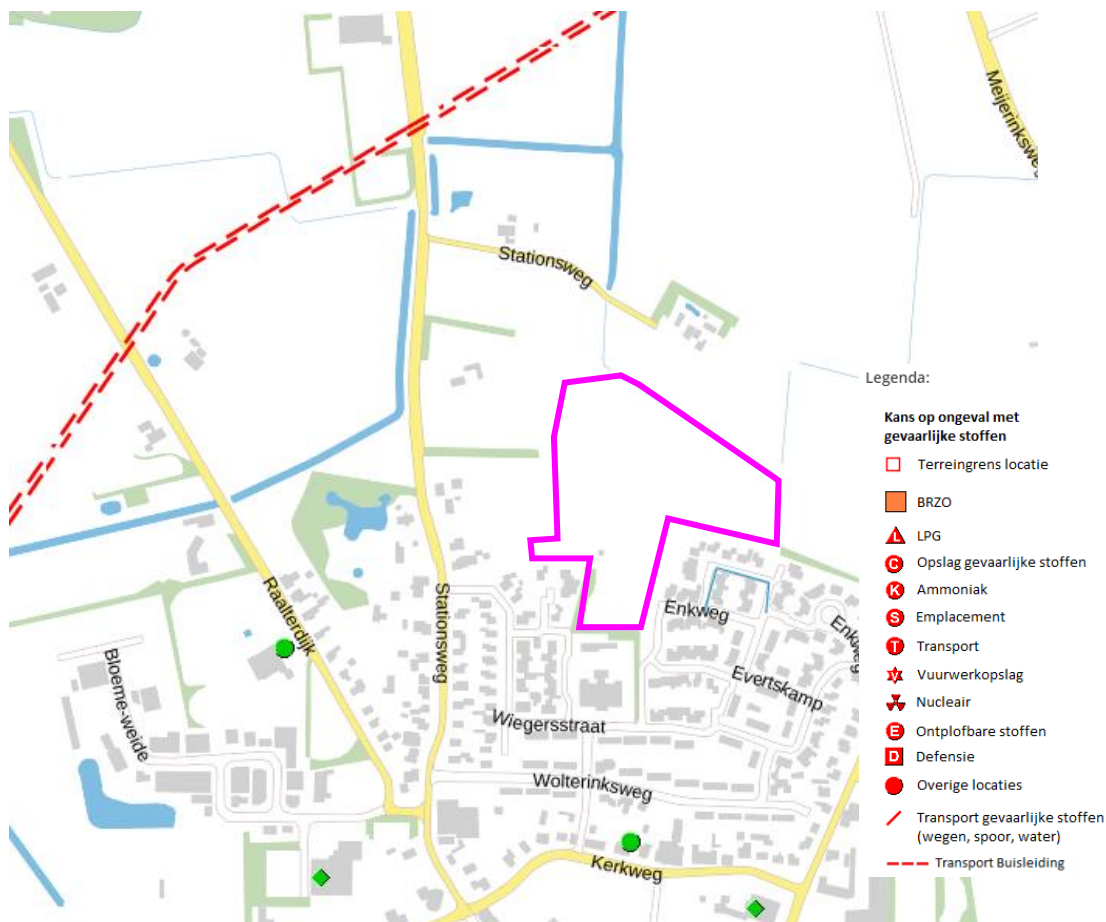 Meijerinksweg
Stationsweg
Legenda:
Kans op ongeval met
gevaarlijke stoffen
Terreingrens locatie
BRZO
L LPG
C Opslag gevaarlijke stoffen
K Ammoniak
S Emplacement
T Transport
V Vuurwerkopslag
Nucleair
E Ontplofbare stoffen
D Defensie
Overige locaties
Transport gevaarlijke stoffen
(wegen, spoor, water)
Transport Buisleiding
Raalterdijk
Stationsweg
Enkweg
Enkweg
Bloeme-weide
Evertskamp
Wiegersstraat
Wolterinksweg
Kerkweg